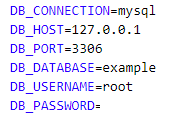 DB_CONNECTION=mysql
DB_HOST=127.0.0.1
DB_PORT=3306
DB_DATABASE=example
DB_USERNAME=root
DB_PASSWORD=